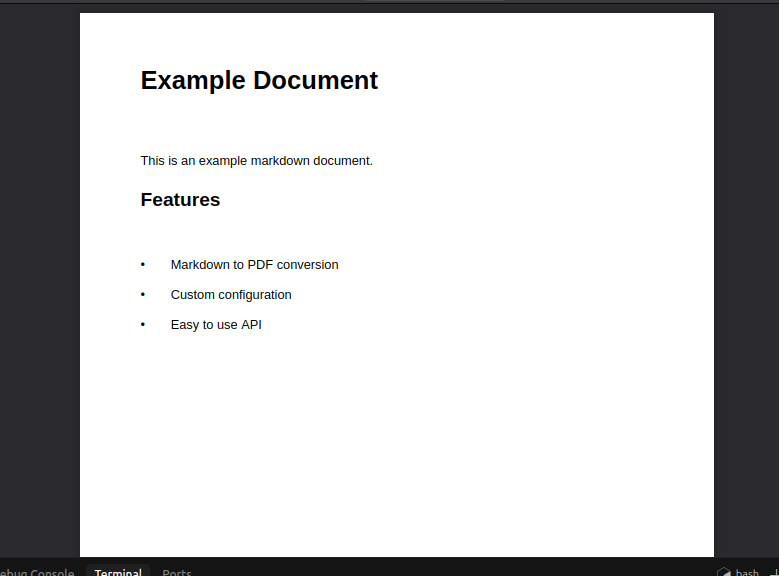 Example Document
This is an example markdown document.
Features
• Markdown to PDF conversion
• Custom configuration
• Easy to use API
ebug Console Terminal Ports bash